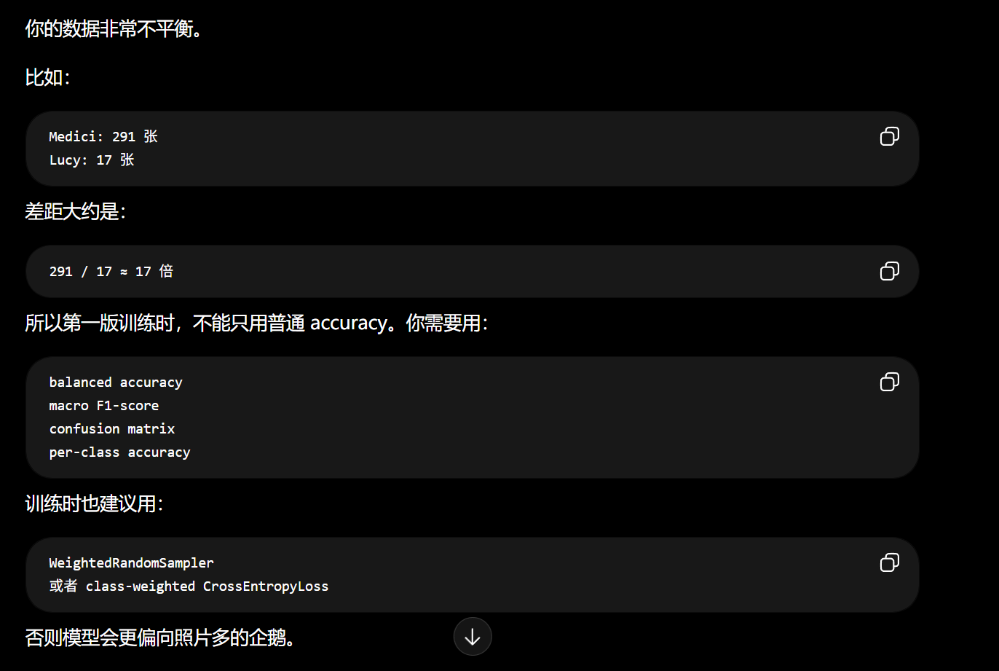 你的数据非常不平衡。
比如：
Medici: 291 张
Lucy: 17 张
差距大约是：
291 / 17 ≈ 17 倍
所以第一版训练时，不能只用普通 accuracy。你需要用：
balanced accuracy
macro F1-score
confusion matrix
per-class accuracy
训练时也建议用：
WeightedRandomSampler
或者 class-weighted CrossEntropyLoss
否则模型会更偏向照片多的企鹅。